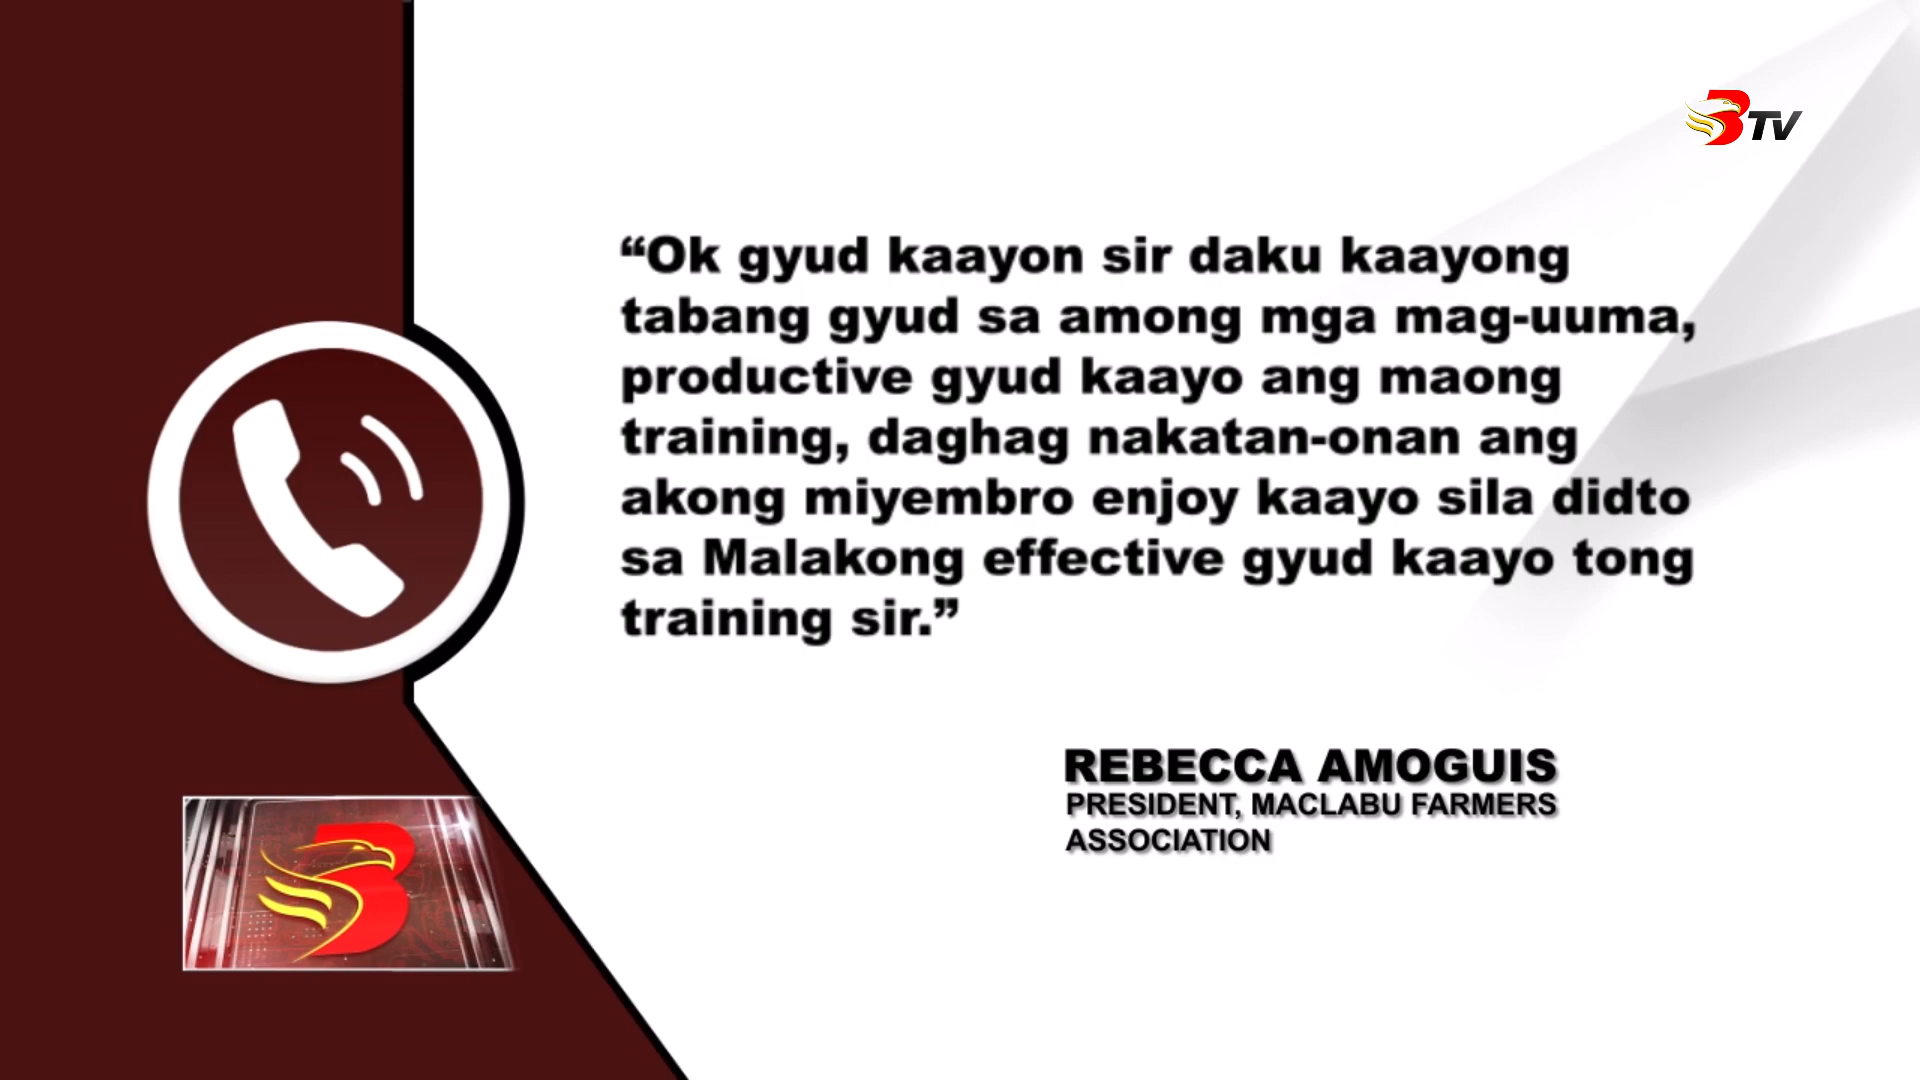 BTV
“Ok gyud kaayon sir daku kaayong
tabang gyud sa among mga mag-uuma,
productive gyud kaayo ang maong
training, daghag nakatan-onan ang
akong miyembro enjoy kaayo sila didto
sa Malakong effective gyud kaayo tong
training sir.”
REBECCA AMOGUIS
PRESIDENT, MACLABU FARMERS
ASSOCIATION
B